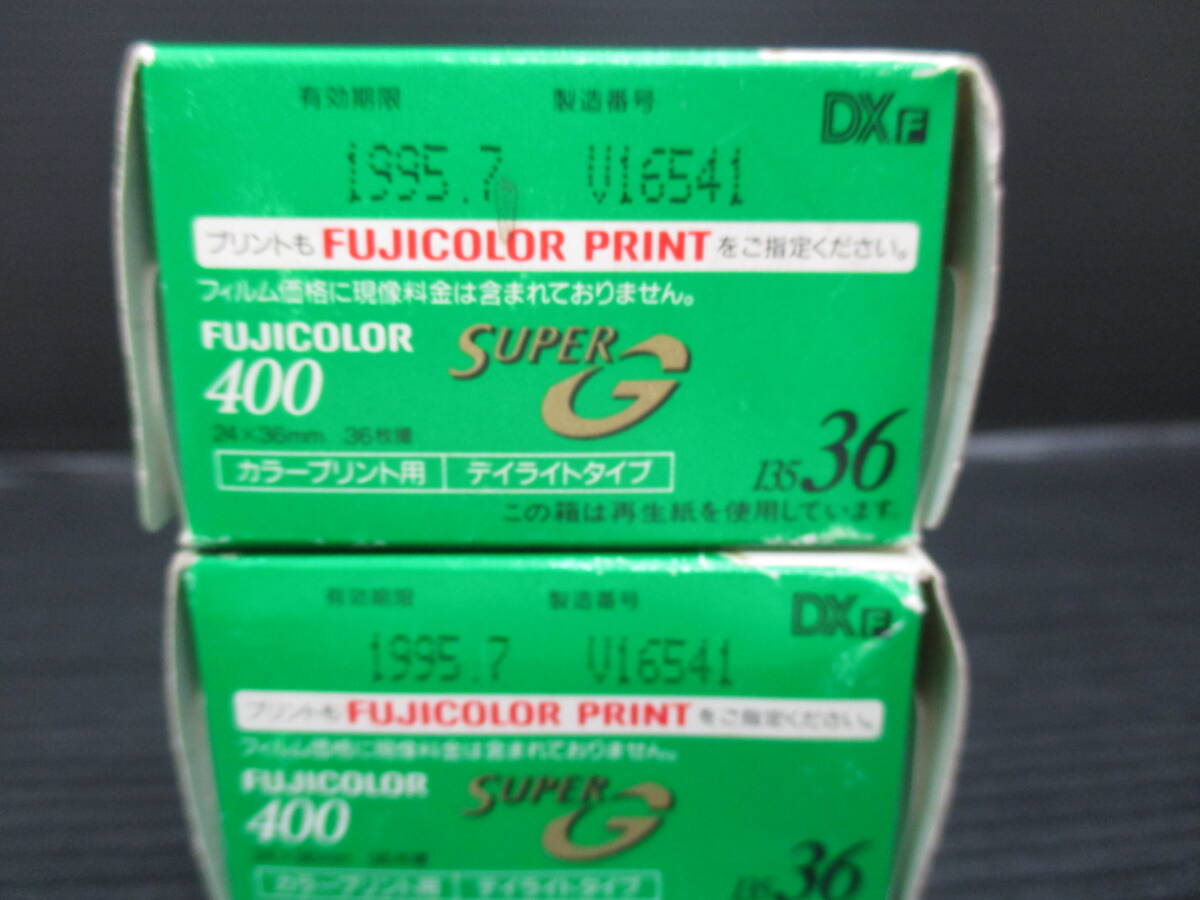 有効期限 製造番号 DX F
1995.7 V16541
プリントも FUJICOLOR PRINT をご指定ください。
フィルム価格に現像料金は含まれておりません。
FUJICOLOR SUPER G
400
24×36mm 36枚撮
カラープリント用 デイライトタイプ
135 36
この箱は再生紙を使用しています。
有効期限 製造番号 DX F
1995.7 V16541
プリントも FUJICOLOR PRINT をご指定ください。
フィルム価格に現像料金は含まれておりません。
FUJICOLOR SUPER G
400
24×36mm 36枚撮
カラープリント用 デイライトタイプ
135 36